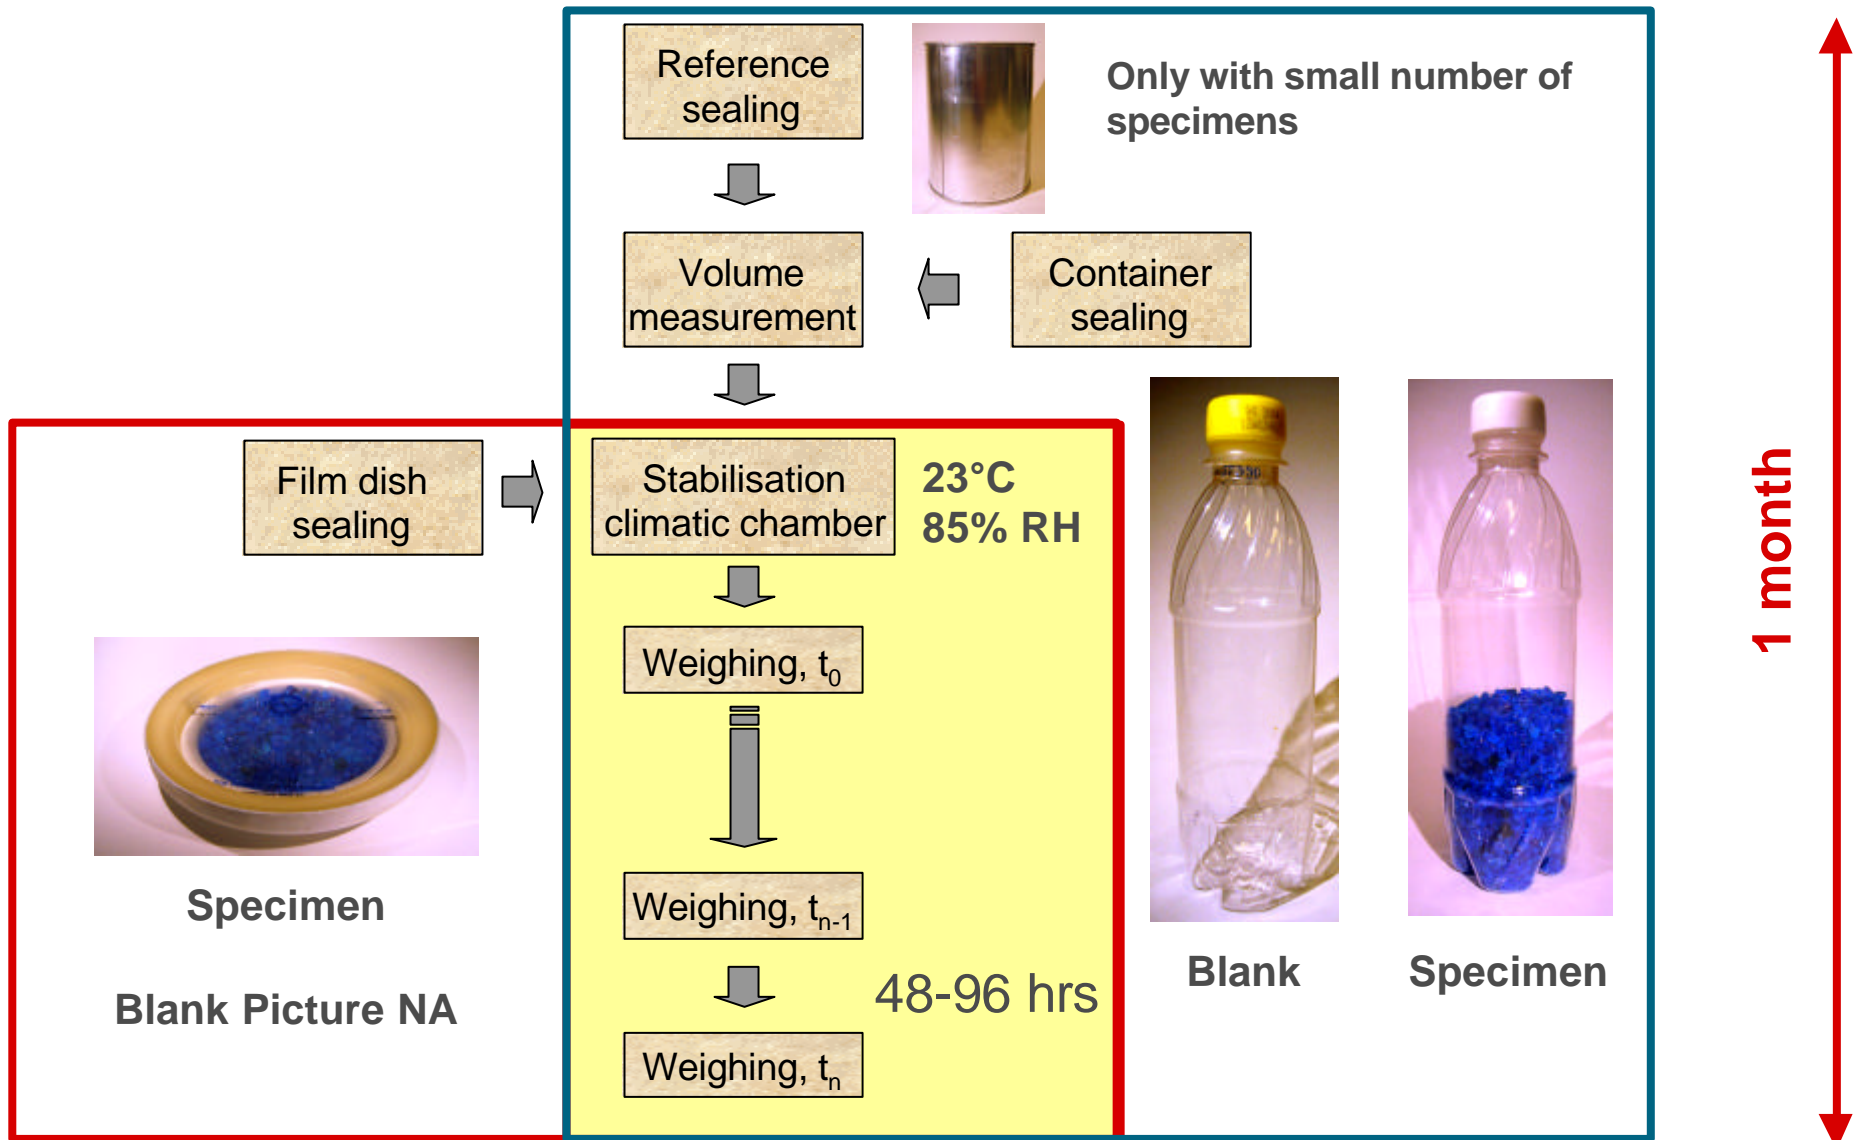 Reference
sealing
Only with small number of
specimens
Volume
measurement
Container
sealing
Film dish
sealing
Stabilisation
climatic chamber
23°C
85% RH
1 month
Weighing, t0
Weighing, tn-1
Specimen
Blank
Specimen
48-96 hrs
Blank Picture NA
Weighing, tn